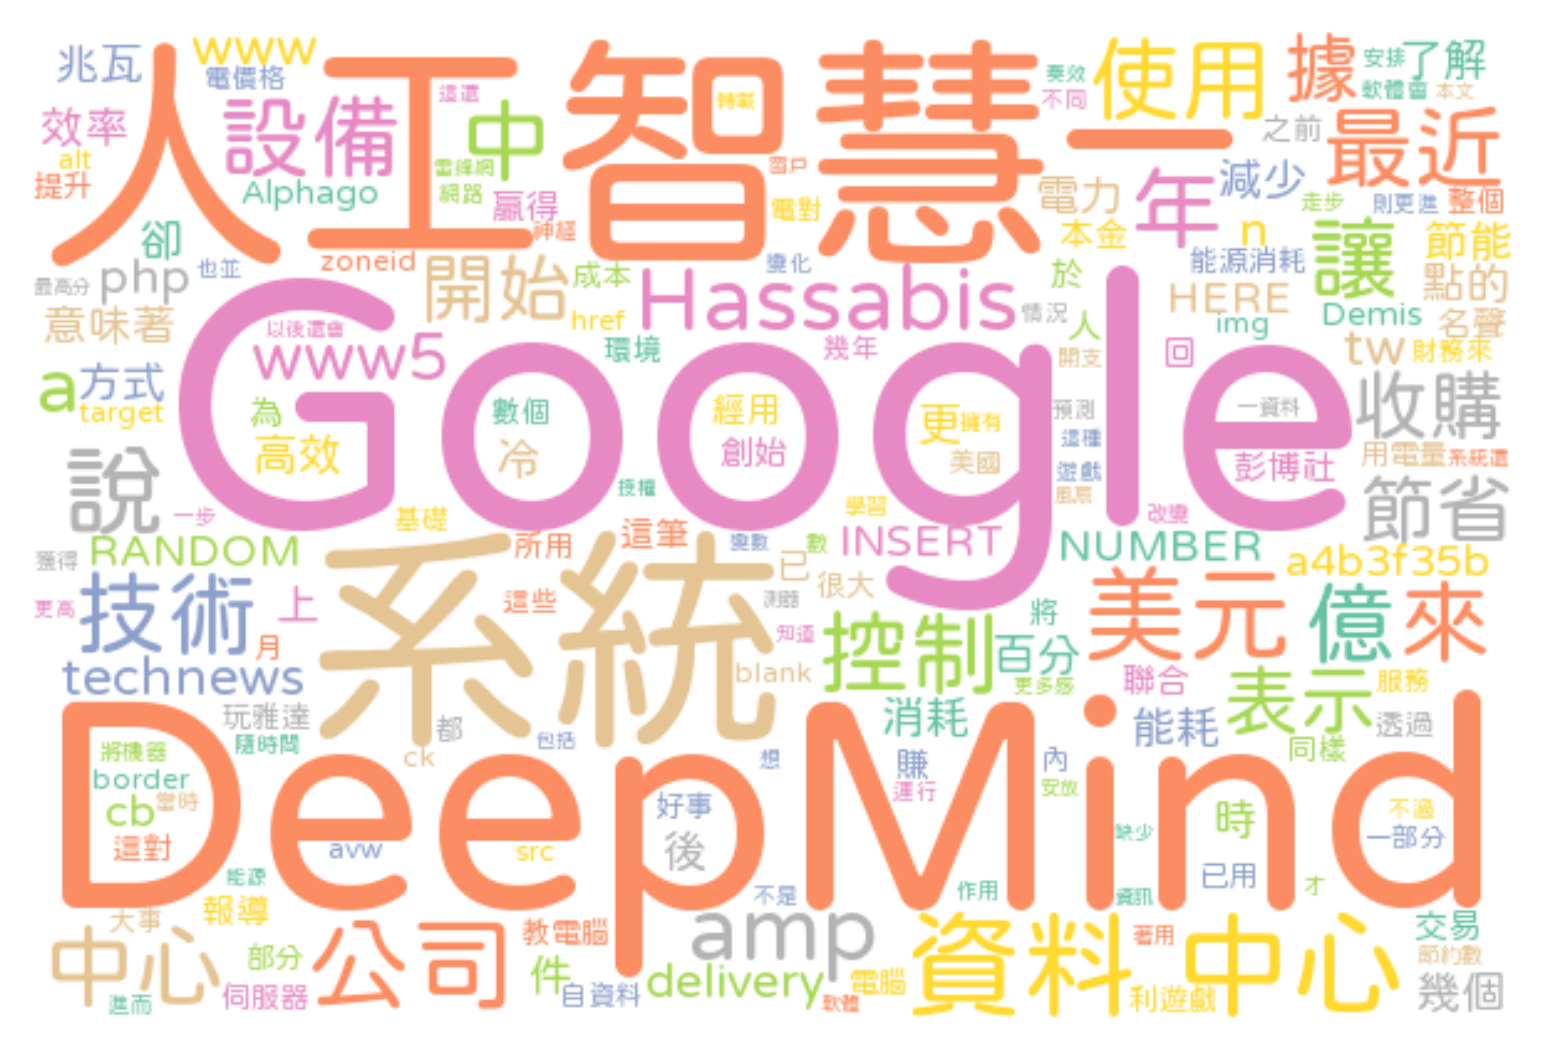 兆瓦
www
電價格
人工智慧
這還
中
轉載
一
奏效
不同
使用
據
安排
了解
軟體會
本文
效率
設備
alt
提升
Alphago
雷鋒網
網路
贏得
神經
窗戶
電對
電力
年
之前
減少
最近
走步
則更進
整個
卻
php
也並
zoneid
最高分
意味著
開始
成本
href
Hassabis
變化
本金
於
情況
人
n
能源消耗
讓
節能
點的
HERE
img
Demis
名聲
以後還會
www5
環境
幾年
開支
回
tw
財務來
a
方式
target
Google
為
高效
數個
冷
經用
創始
更
擁有
美國
預測
這種
遊戲
風扇
一資料
彭博社
收購
用電量
系統還
說
一步
授權
學習
改變
節省
獲得
RANDOM
基礎
所用
這筆
變數
數
INSERT
NUMBER
a4b3f35b
更高
技術
上
月
系統
這些
已
測器
很大
知道
控制
將
百分
更多感
美元
億
來
technews
blank
聯合
表示
服務
玩雅達
隨時間
都
ck
包括
消耗
想
賺
運行
內
安放
能耗
同樣
透過
DeepMind
將機器
border
cb
當時
這對
avw
src
好事
後
缺少
時
已用
不過
一部分
能源
不是
作用
資訊
才
大事
報導
中心
部分
公司
教電腦
件
amp
資料中心
著用
交易
節約數
進而
伺服器
自資料
delivery
軟體
電腦
利遊戲
幾個